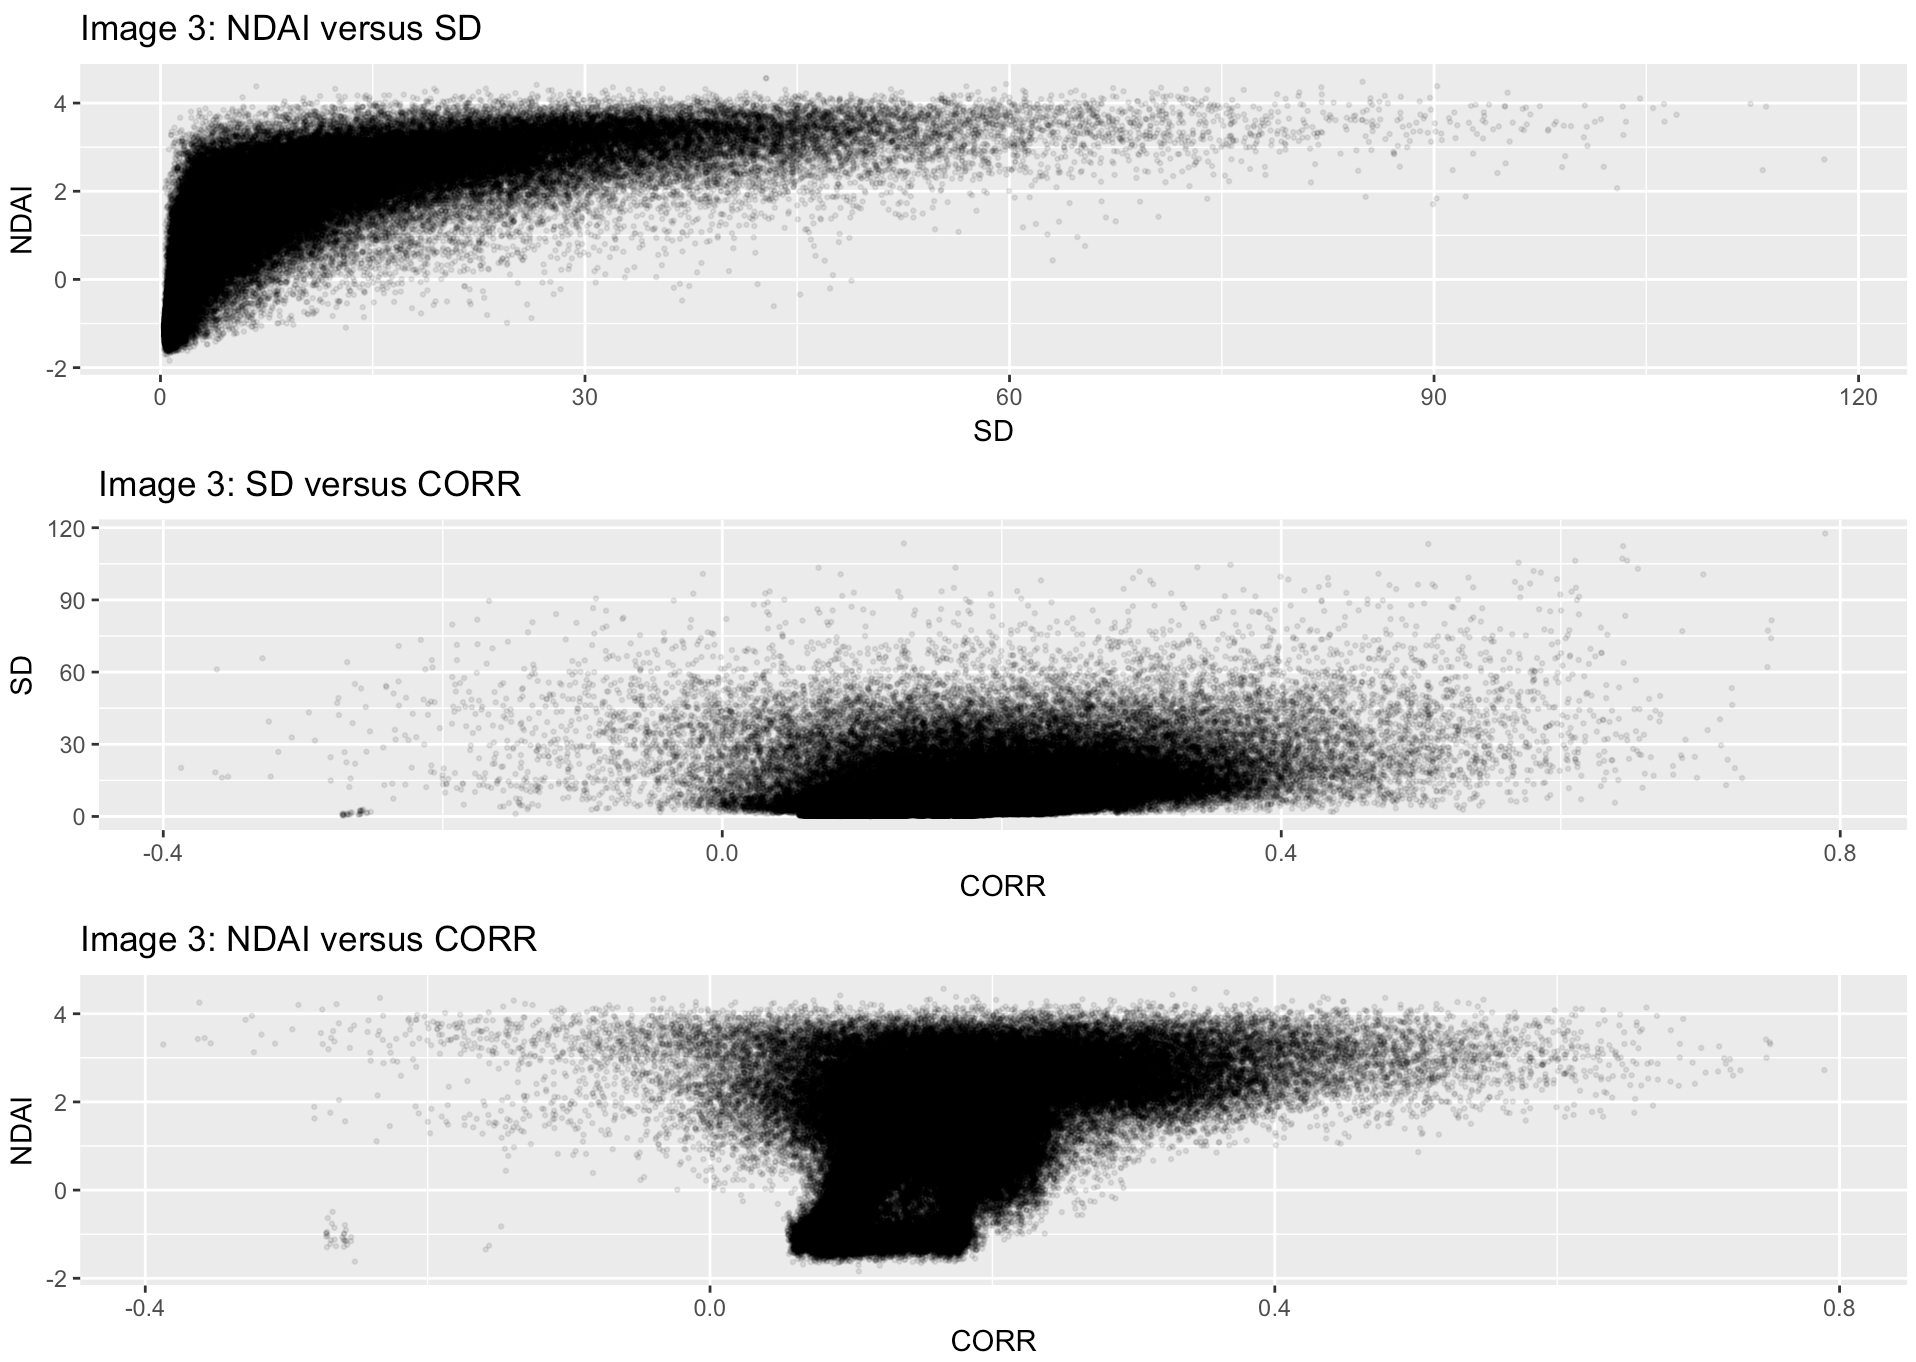 Image 3: NDAI versus SD
NDAI
4
2
0
-2
0 30 60 90 120
SD
Image 3: SD versus CORR
SD
120
90
60
30
0
-0.4 0.0 0.4 0.8
CORR
Image 3: NDAI versus CORR
NDAI
4
2
0
-2
-0.4 0.0 0.4 0.8
CORR